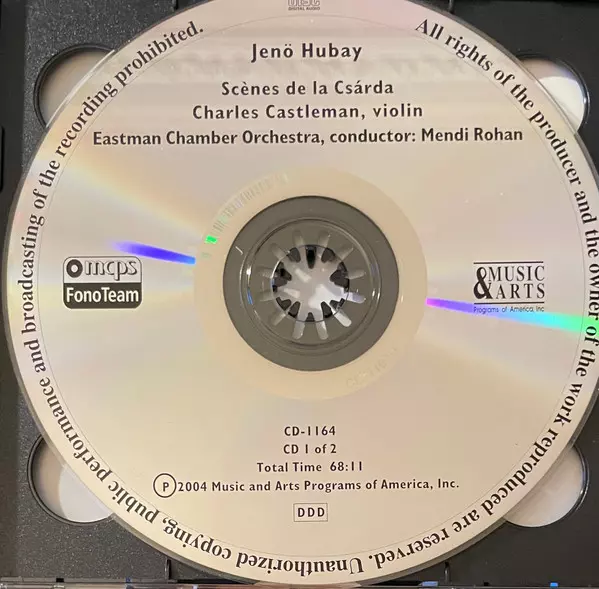 DIGITAL AUDIO
Jenö Hubay
Scènes de la Csárda
Charles Castleman, violin
Eastman Chamber Orchestra, conductor: Mendi Rohan
mcps
FonoTeam
MUSIC
& ARTS
Programs of America, Inc
CD-1164
CD 1 of 2
Total Time 68:11
Ⓟ 2004 Music and Arts Programs of America, Inc.
DDD
All rights of the producer and the owner of the work reproduced are reserved. Unauthorized copying, public performance and broadcasting of the recording prohibited.